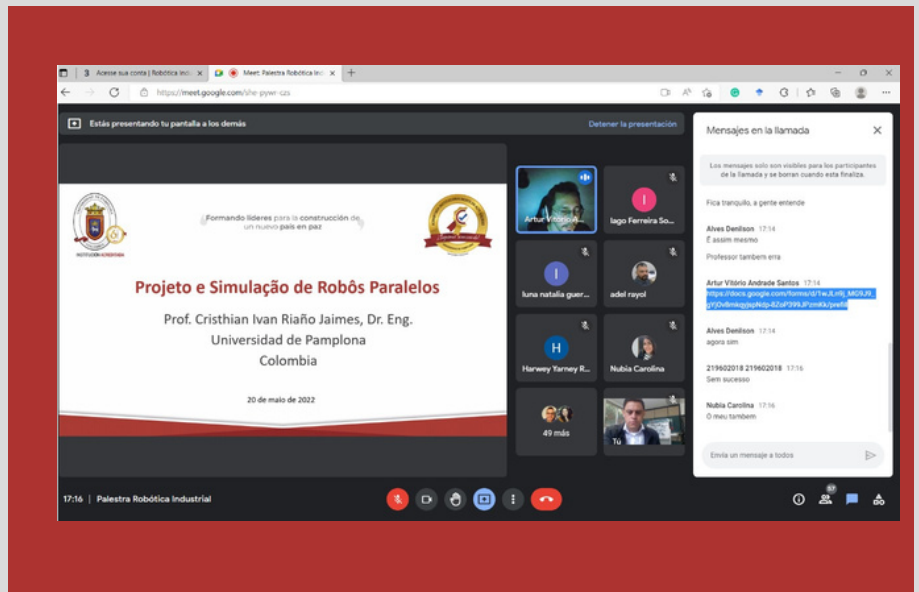 Acesse sua conta | Robótica Indu
Meet: Palestra Robótica Ind
https://meet.google.com/she-pywr-czs
Estás presentando tu pantalla a los demás
Detener la presentación
Formando líderes para la construcción de
un nuevo país en paz
INSTITUCIÓN ACREDITADA
Projeto e Simulação de Robôs Paralelos
Prof. Cristhian Ivan Riaño Jaimes, Dr. Eng.
Universidad de Pamplona
Colombia
20 de maio de 2022
Artur Vitório A...
Iago Ferreira So...
luna natalia guer...
adel rayol
H
Harwey Yarney R...
Nubia Carolina
49 más
Tú
Mensajes en la llamada
Los mensajes solo son visibles para los participantes
de la llamada y se borran cuando esta finaliza.
Fica tranquilo, a gente entende
Alves Denilson 17:14
É assim mesmo
Professor tambem erra
Artur Vitório Andrade Santos 17:14
Alves Denilson 17:14
agora sim
219602018 219602018 17:16
Sem sucesso
Nubia Carolina 17:16
O meu tambem
Envía un mensaje a todos
17:16 | Palestra Robótica Industrial
57